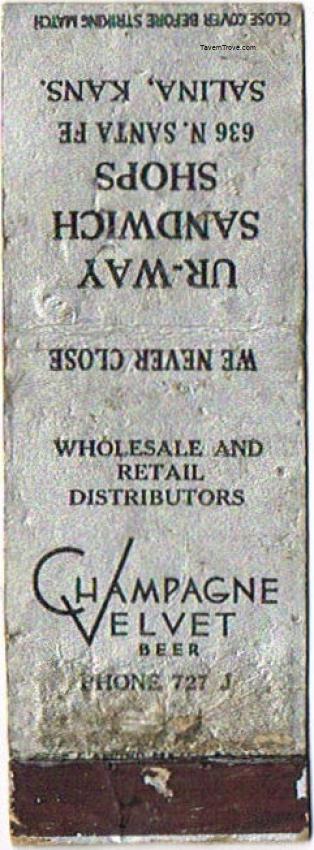 WE NEVER CLOSE
UR-WAY
SANDWICH
SHOPS
636 N. SANTA FE
SALINA, KANS.
CLOSE COVER BEFORE STRIKING MATCH
TavernTrove.com
WHOLESALE AND
RETAIL
DISTRIBUTORS
CHAMPAGNE
VELVET
BEER
PHONE 727 J